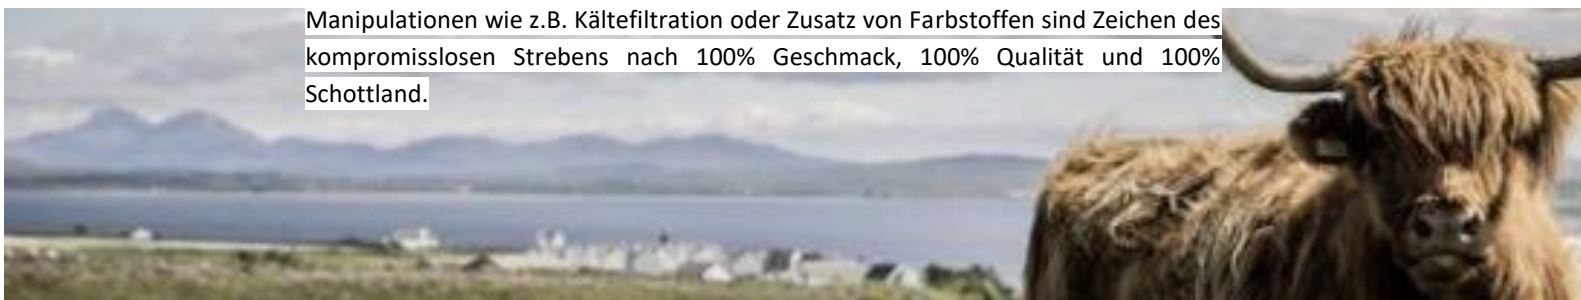 Manipulationen wie z.B. Kältefiltration oder Zusatz von Farbstoffen sind Zeichen des
kompromisslosen Strebens nach 100% Geschmack, 100% Qualität und 100%
Schottland.